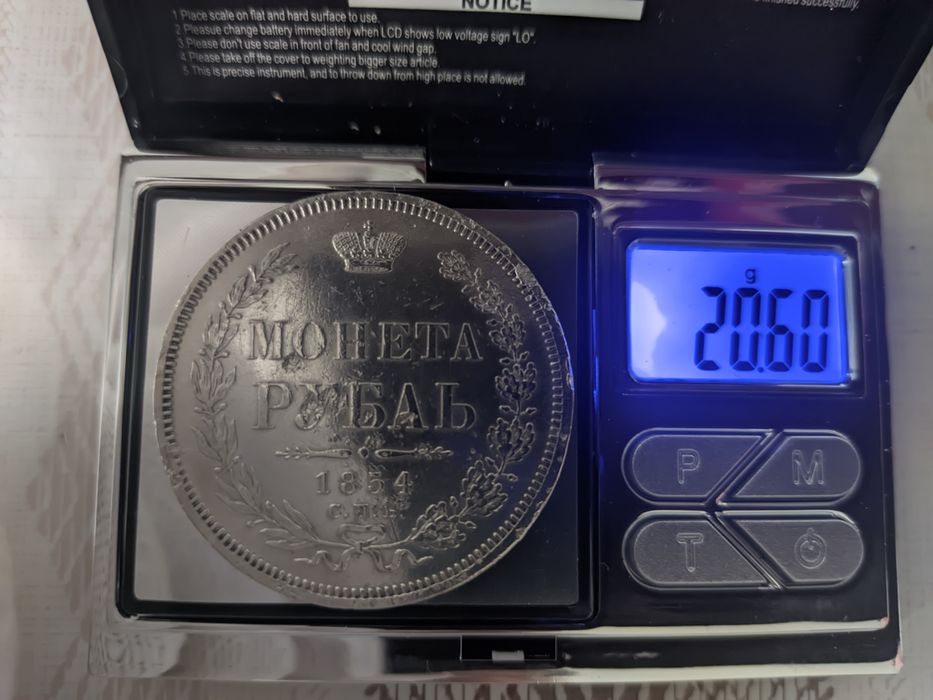 NOTICE
finished successfully.
1.Place scale on flat and hard surface to use.
2.Pleasue change battery immediately when LCD shows low voltage sign "LO".
3.Please don't use scale in front of fan and cool wind gap.
4.Please take off the cover to weighting bigger size article.
5.This is precise instrument, and to throw down from high place is not allowed.
МОНЕТА
РУБЛЬ
1854
С.П.Б.
g
20.60
P
M
T